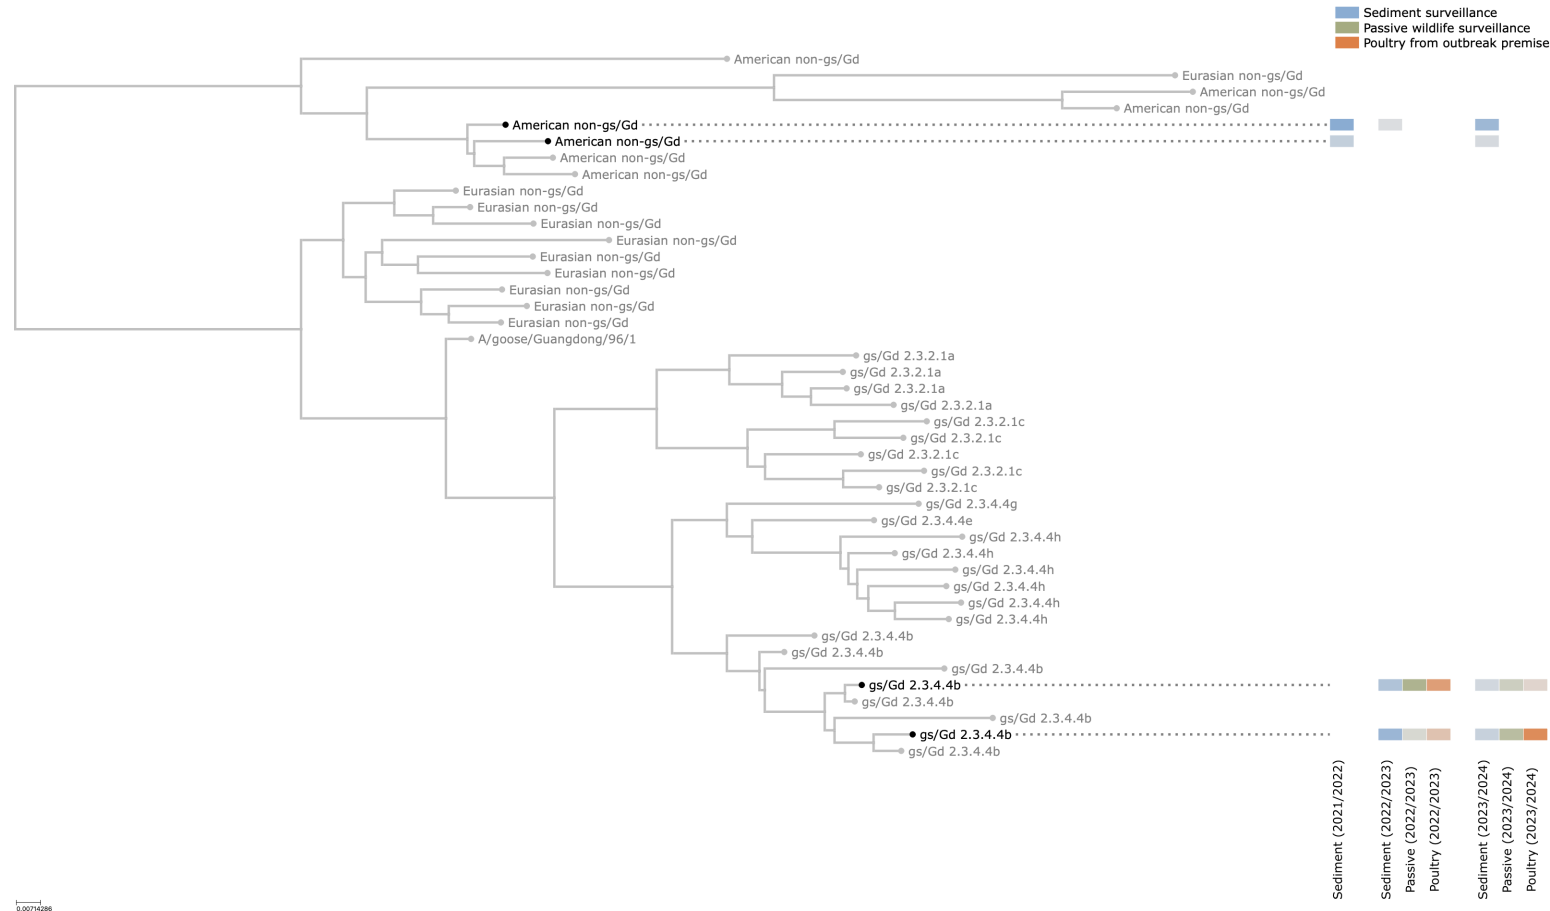 Sediment surveillance
Passive wildlife surveillance
Poultry from outbreak premise
American non-gs/Gd
Eurasian non-gs/Gd
American non-gs/Gd
American non-gs/Gd
American non-gs/Gd
American non-gs/Gd
American non-gs/Gd
American non-gs/Gd
Eurasian non-gs/Gd
Eurasian non-gs/Gd
Eurasian non-gs/Gd
Eurasian non-gs/Gd
Eurasian non-gs/Gd
Eurasian non-gs/Gd
Eurasian non-gs/Gd
Eurasian non-gs/Gd
Eurasian non-gs/Gd
A/goose/Guangdong/96/1
gs/Gd 2.3.2.1a
gs/Gd 2.3.2.1a
gs/Gd 2.3.2.1a
gs/Gd 2.3.2.1a
gs/Gd 2.3.2.1c
gs/Gd 2.3.2.1c
gs/Gd 2.3.2.1c
gs/Gd 2.3.2.1c
gs/Gd 2.3.2.1c
gs/Gd 2.3.4.4g
gs/Gd 2.3.4.4e
gs/Gd 2.3.4.4h
gs/Gd 2.3.4.4h
gs/Gd 2.3.4.4h
gs/Gd 2.3.4.4h
gs/Gd 2.3.4.4h
gs/Gd 2.3.4.4h
gs/Gd 2.3.4.4b
gs/Gd 2.3.4.4b
gs/Gd 2.3.4.4b
gs/Gd 2.3.4.4b
gs/Gd 2.3.4.4b
gs/Gd 2.3.4.4b
gs/Gd 2.3.4.4b
gs/Gd 2.3.4.4b
Sediment (2021/2022)
Sediment (2022/2023)
Passive (2022/2023)
Poultry (2022/2023)
Sediment (2023/2024)
Passive (2023/2024)
Poultry (2023/2024)
0.00714286